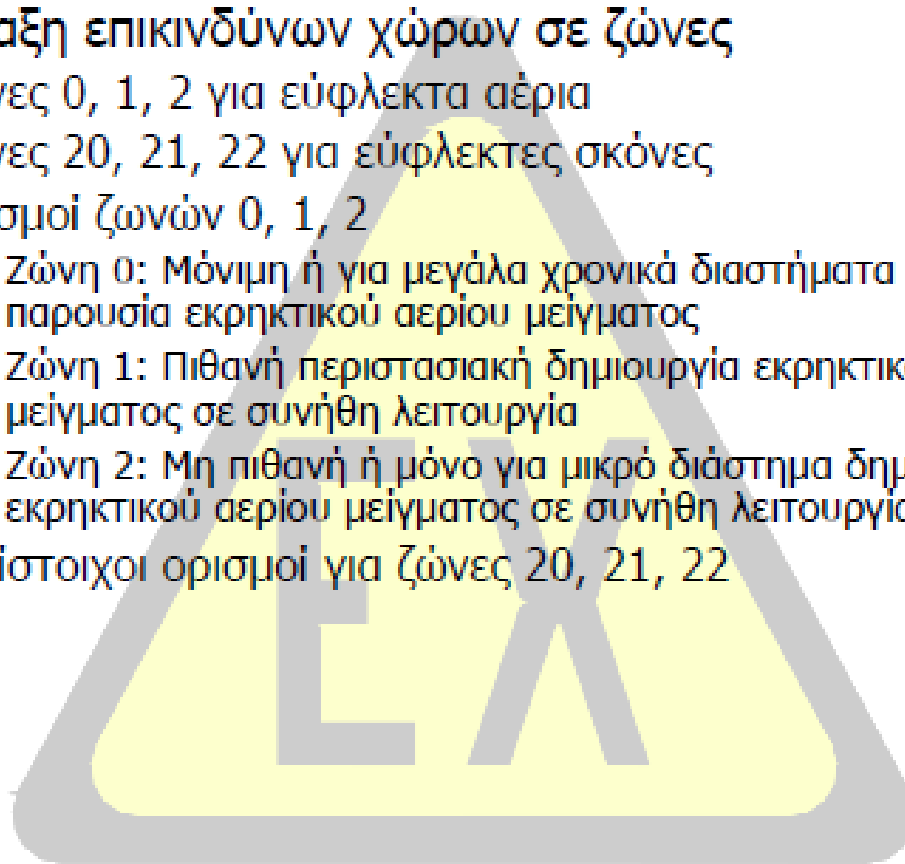 αξη επικινδύνων χώρων σε ζώνες
νες 0, 1, 2 για εύφλεκτα αέρια
νες 20, 21, 22 για εύφλεκτες σκόνες
σμοί ζωνών 0, 1, 2
Ζώνη 0: Μόνιμη ή για μεγάλα χρονικά διαστήματα
παρουσία εκρηκτικού αερίου μείγματος
Ζώνη 1: Πιθανή περιστασιακή δημιουργία εκρηκτικ
μείγματος σε συνήθη λειτουργία
Ζώνη 2: Μη πιθανή ή μόνο για μικρό διάστημα δημ
εκρηκτικού αερίου μείγματος σε συνήθη λειτουργία
ίστοιχοι ορισμοί για ζώνες 20, 21, 22
EX